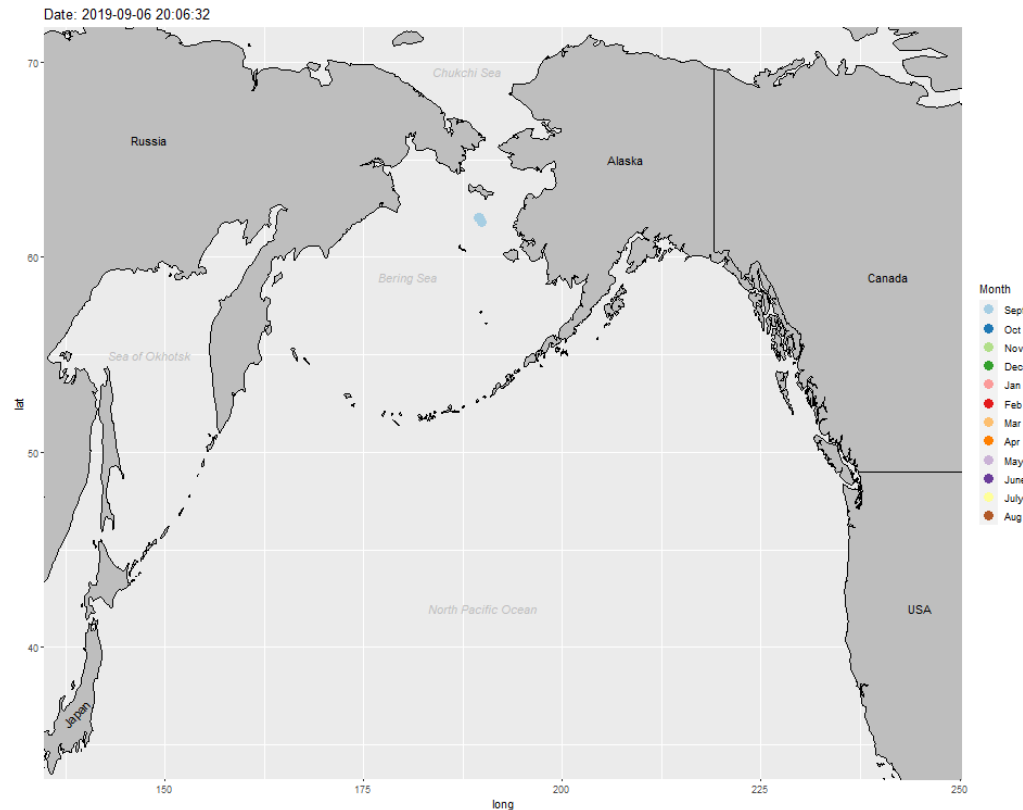 Date: 2019-09-06 20:06:32
70
60
50
40
lat
Chukchi Sea
Russia
Alaska
Bering Sea
Canada
Sea of Okhotsk
North Pacific Ocean
USA
Japan
150
175
200
225
250
long
Month
Sept
Oct
Nov
Dec
Jan
Feb
Mar
Apr
May
June
July
Aug